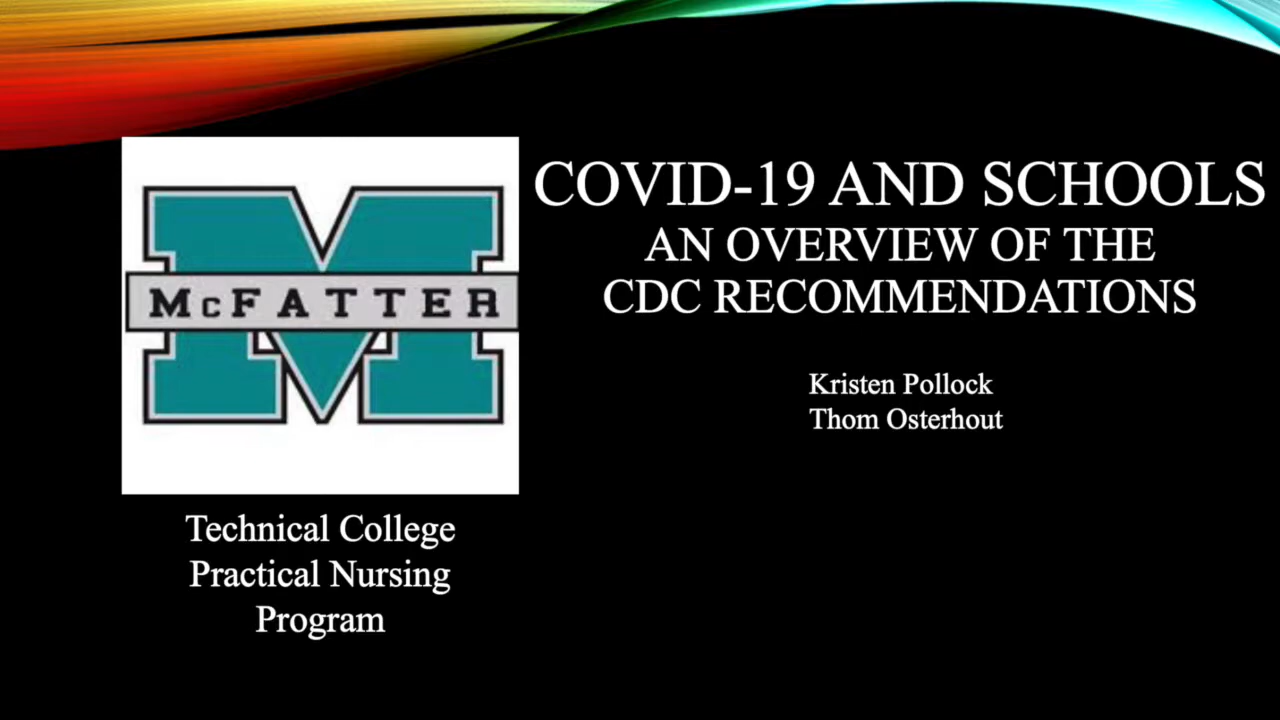 McFATTER
Technical College
Practical Nursing
Program
COVID-19 AND SCHOOLS
AN OVERVIEW OF THE
CDC RECOMMENDATIONS
Kristen Pollock
Thom Osterhout